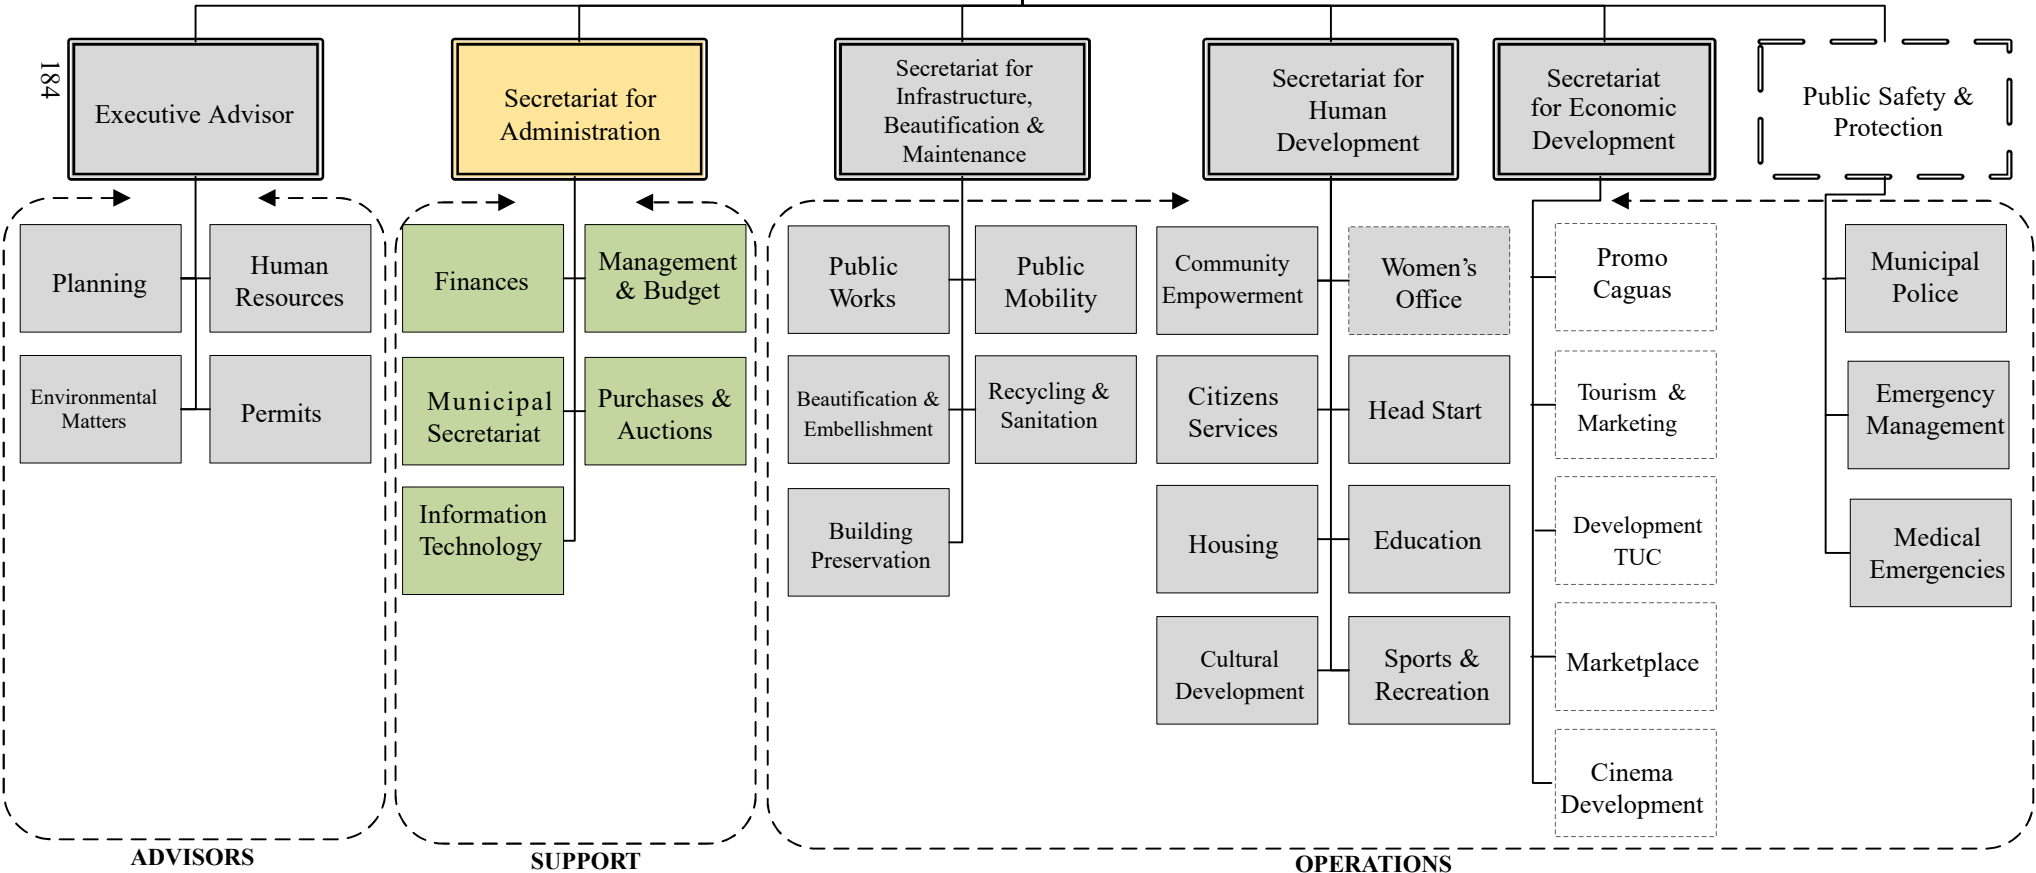 184
Executive Advisor
Secretariat for
Administration
Secretariat for
Infrastructure,
Beautification &
Maintenance
Secretariat for
Human
Development
Secretariat
for Economic
Development
Public Safety &
Protection
Planning
Human
Resources
Environmental
Matters
Permits
Finances
Management
& Budget
Municipal
Secretariat
Purchases &
Auctions
Information
Technology
Public
Works
Public
Mobility
Beautification &
Embellishment
Recycling &
Sanitation
Building
Preservation
Community
Empowerment
Women’s
Office
Citizens
Services
Head Start
Housing
Education
Cultural
Development
Sports &
Recreation
Promo
Caguas
Tourism &
Marketing
Development
TUC
Marketplace
Cinema
Development
Municipal
Police
Emergency
Management
Medical
Emergencies
ADVISORS
SUPPORT
OPERATIONS